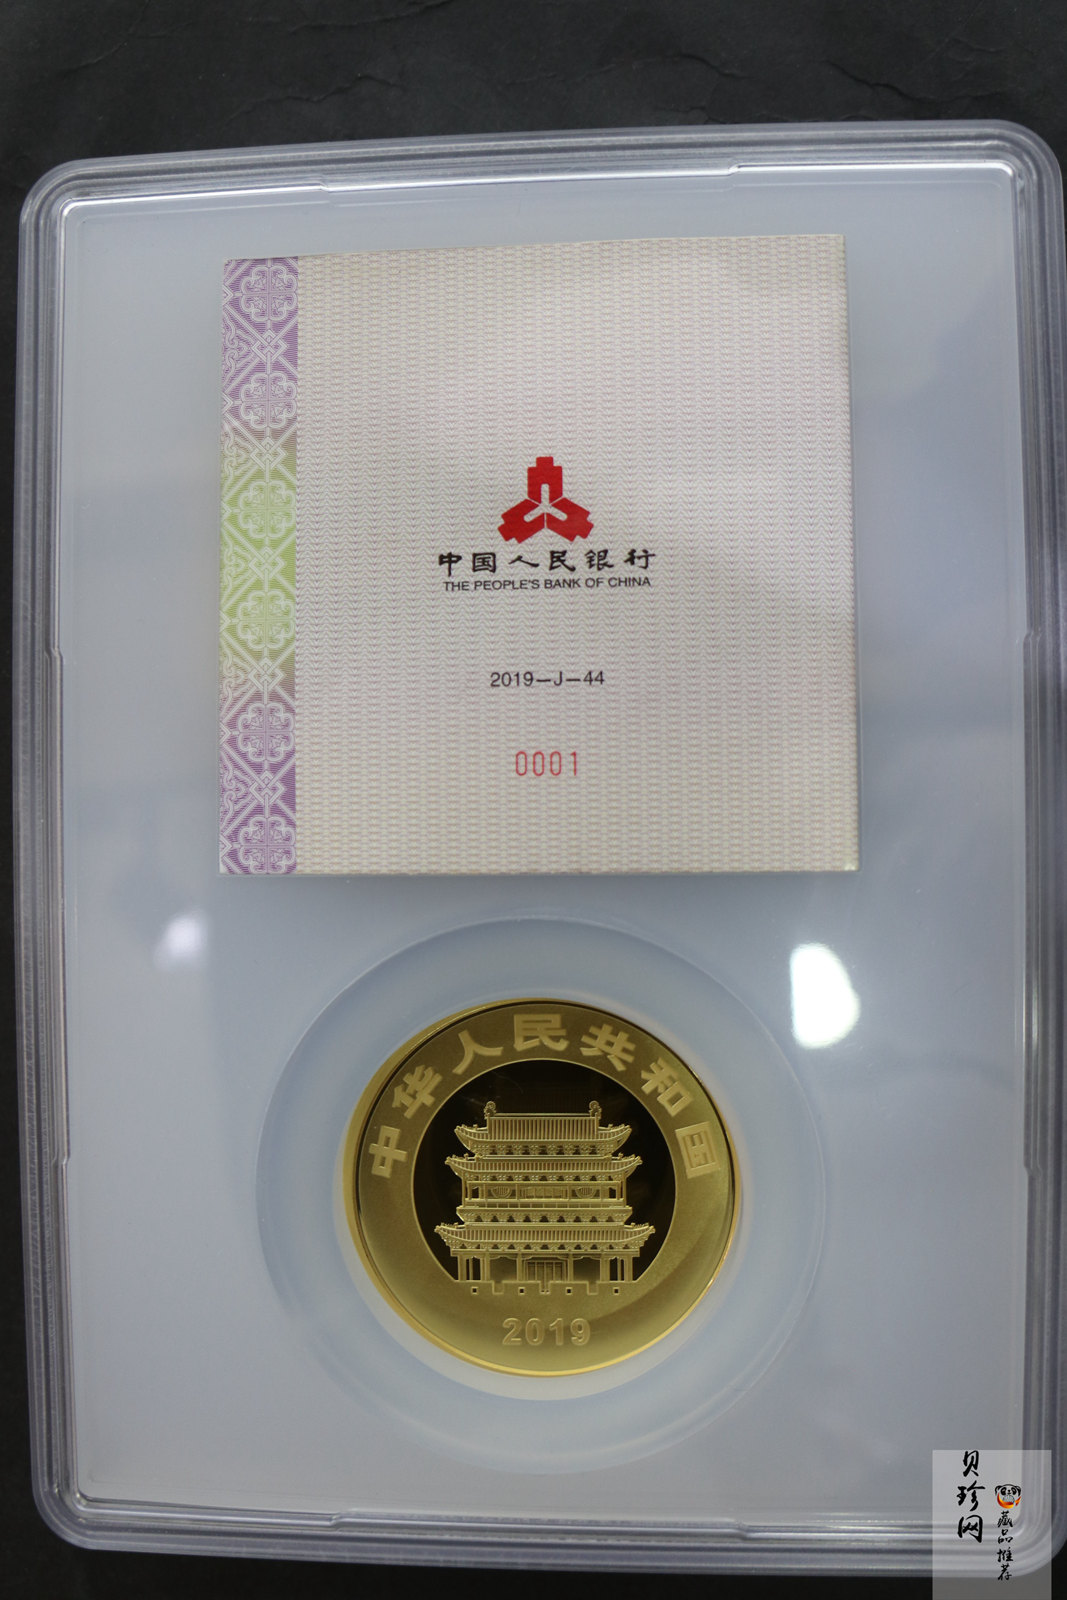 中国人民银行
THE PEOPLE'S BANK OF CHINA
2019—J—44
0001
中华人民共和国
2019
贝珍网
藏品推荐